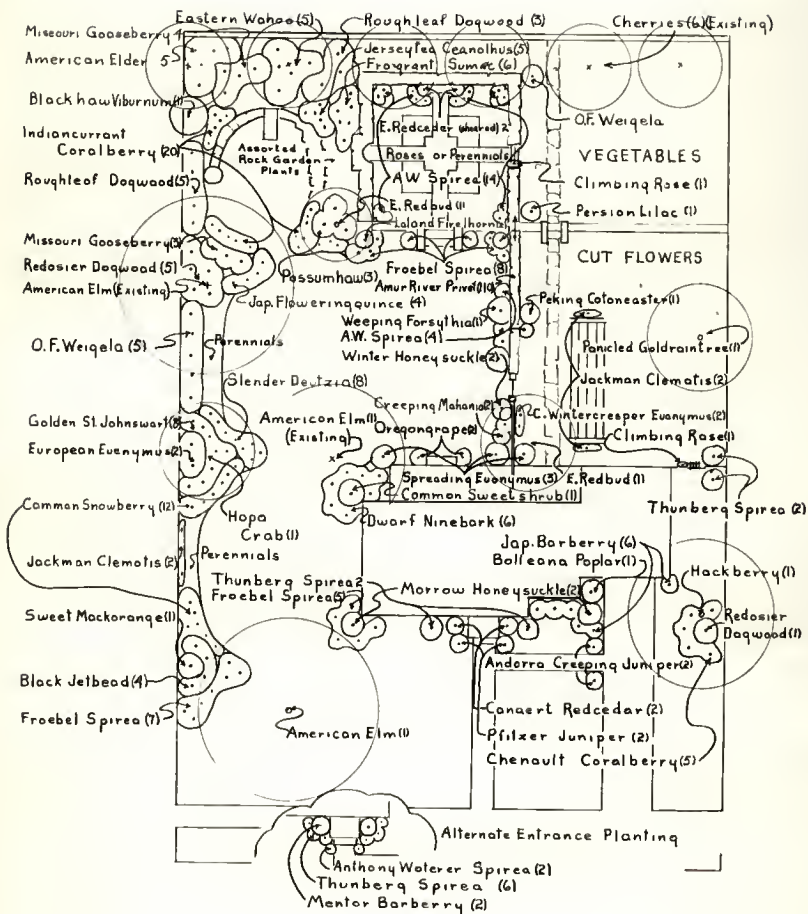 Eastern Wahoo (5)
Roughleaf Dogwood (3)
Cherries (6) (Existing)
Missouri Gooseberry 4
American Elder 5
Jerseytea Ceanolhus (5)
Fragrant Sumac (6)
Blackhaw Viburnum (1)
O.F. Weigela
E. Redceder (sheared) 2
Indiancurrant
Coralberry (20)
Assorted
Rock Garden
Plants
Roses or Perennials
VEGETABLES
Roughleaf Dogwood (5)
A.W. Spirea (14)
Climbing Rose (1)
E. Redbud (1)
Persian Lilac (1)
Laland Firethorn
Missouri Gooseberry (3)
CUT FLOWERS
Redosier Dogwood (5)
Possumhaw (3)
Froebel Spirea (8)
American Elm (Existing)
Amur River Privet (10)
Jap. Flowering quince (4)
Peking Cotoneaster (1)
Weeping Forsythia (1)
A.W. Spirea (4)
O.F. Weigela (5)
Perennials
Winter Honeysuckle (2)
Panicled Goldraintree (1)
Slender Deutzia (8)
Jackman Clematis (2)
Creeping Mahonia (2)
Golden St. Johnswort (8)
American Elm (1)
(Existing)
Oregongrape (2)
C. Wintercreeper Euonymus (2)
European Euenymus (2)
Climbing Rose (1)
Spreading Euonymus (3)
E. Redbud (1)
Common Sweetshrub (1)
Common Snowberry (12)
Thunberg Spirea (2)
Hopa
Crab (1)
Dwarf Ninebark (6)
Jackman Clemotis (2)
Perennials
Jap. Barberry (6)
Bolleana Poplar (1)
Hackberry (1)
Thunberg Spirea 2
Froebel Spirea (5)
Morrow Honeysuckle (2)
Sweet Mockorange (1)
Redosier
Dogwood (1)
Andorra Creeping Juniper (2)
Black Jetbead (4)
Canaert Redcedar (2)
Froebel Spirea (7)
American Elm (1)
Pfitzer Juniper (2)
Chenault Coralberry (5)
Alternate Entrance Planting
Anthony Waterer Spirea (2)
Thunberg Spirea (6)
Mentor Barberry (2)